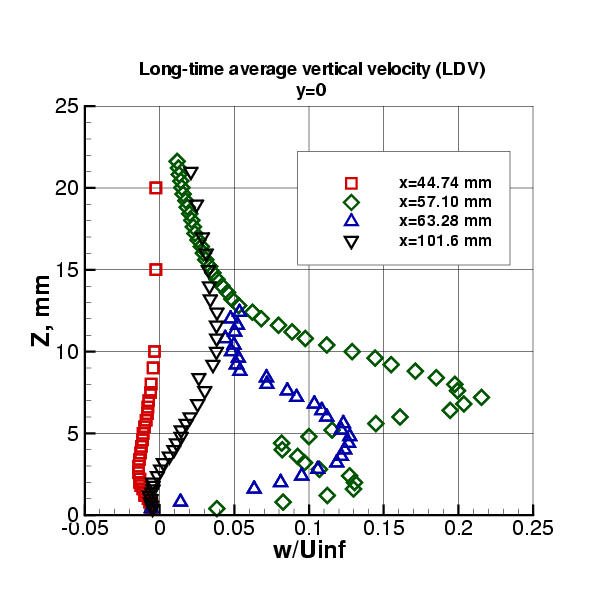 Long-time average vertical velocity (LDV)
y=0
25
20
15
10
5
0
Z, mm
x=44.74 mm
x=57.10 mm
x=63.28 mm
x=101.6 mm
-0.05 0 0.05 0.1 0.15 0.2 0.25
w/Uinf